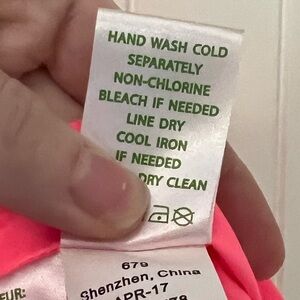 HAND WASH COLD
SEPARATELY
NON-CHLORINE
BLEACH IF NEEDED
LINE DRY
COOL IRON
IF NEEDED
DRY CLEAN
679
Shenzhen, China
APR-17
EUR: